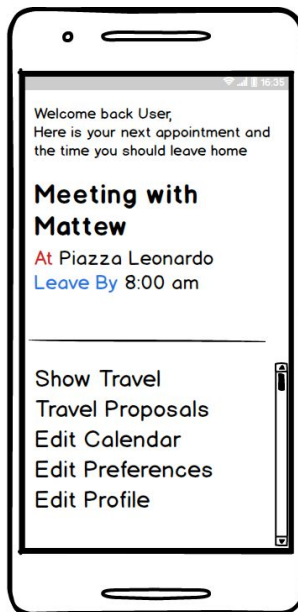 16:35
Welcome back User,
Here is your next appointment and
the time you should leave home
Meeting with
Mattew
At Piazza Leonardo
Leave By 8:00 am
Show Travel
Travel Proposals
Edit Calendar
Edit Preferences
Edit Profile